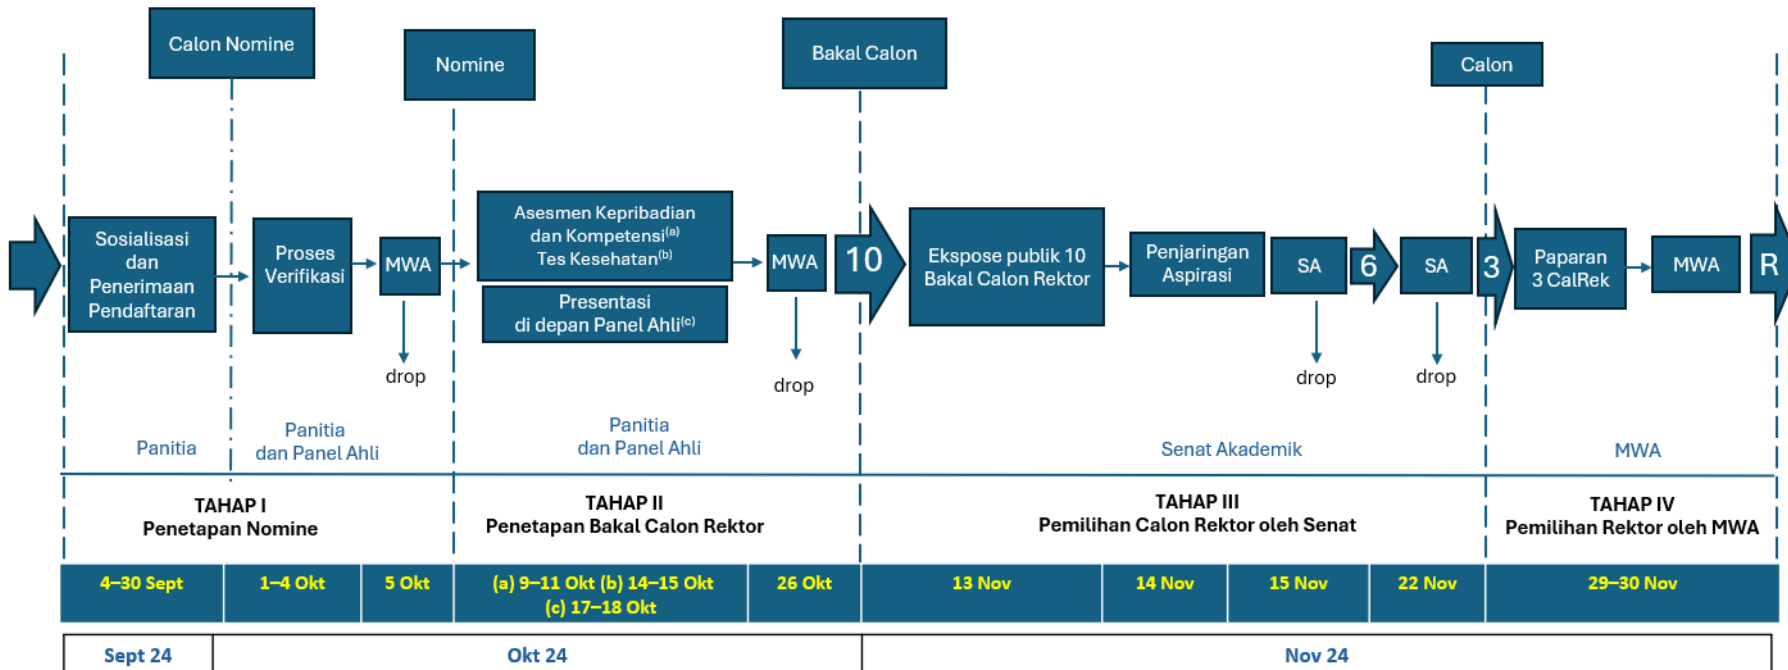 Calon Nomine
Nomine
Bakal Calon
Calon
Sosialisasi
dan
Penerimaan
Pendaftaran
Proses
Verifikasi
MWA
drop
Asesmen Kepribadian
dan Kompetensi(a)
Tes Kesehatan(b)
Presentasi
di depan Panel Ahli(c)
MWA
drop
10
Ekspose publik 10
Bakal Calon Rektor
Penjaringan
Aspirasi
SA
drop
6
SA
drop
3
Paparan
3 CalRek
MWA
R
Panitia
Panitia
dan Panel Ahli
Panitia
dan Panel Ahli
Senat Akademik
MWA
TAHAP I
Penetapan Nomine
TAHAP II
Penetapan Bakal Calon Rektor
TAHAP III
Pemilihan Calon Rektor oleh Senat
TAHAP IV
Pemilihan Rektor oleh MWA
4–30 Sept
1–4 Okt
5 Okt
(a) 9–11 Okt (b) 14–15 Okt
(c) 17–18 Okt
26 Okt
13 Nov
14 Nov
15 Nov
22 Nov
29–30 Nov
Sept 24
Okt 24
Nov 24